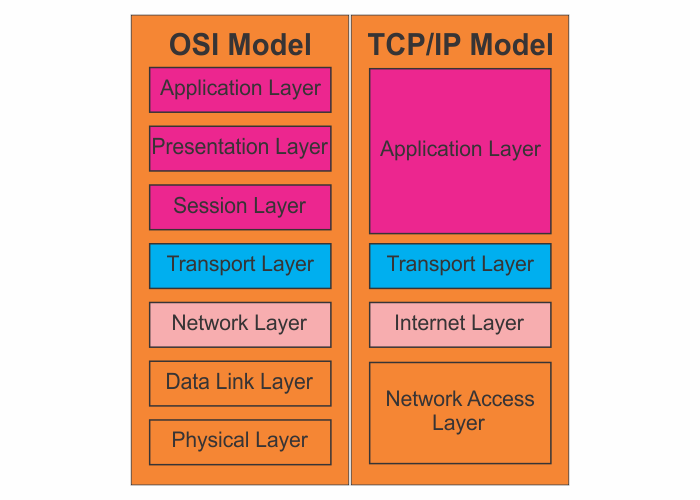 OSI Model
Application Layer
Presentation Layer
Session Layer
Transport Layer
Network Layer
Data Link Layer
Physical Layer
TCP/IP Model
Application Layer
Transport Layer
Internet Layer
Network Access
Layer